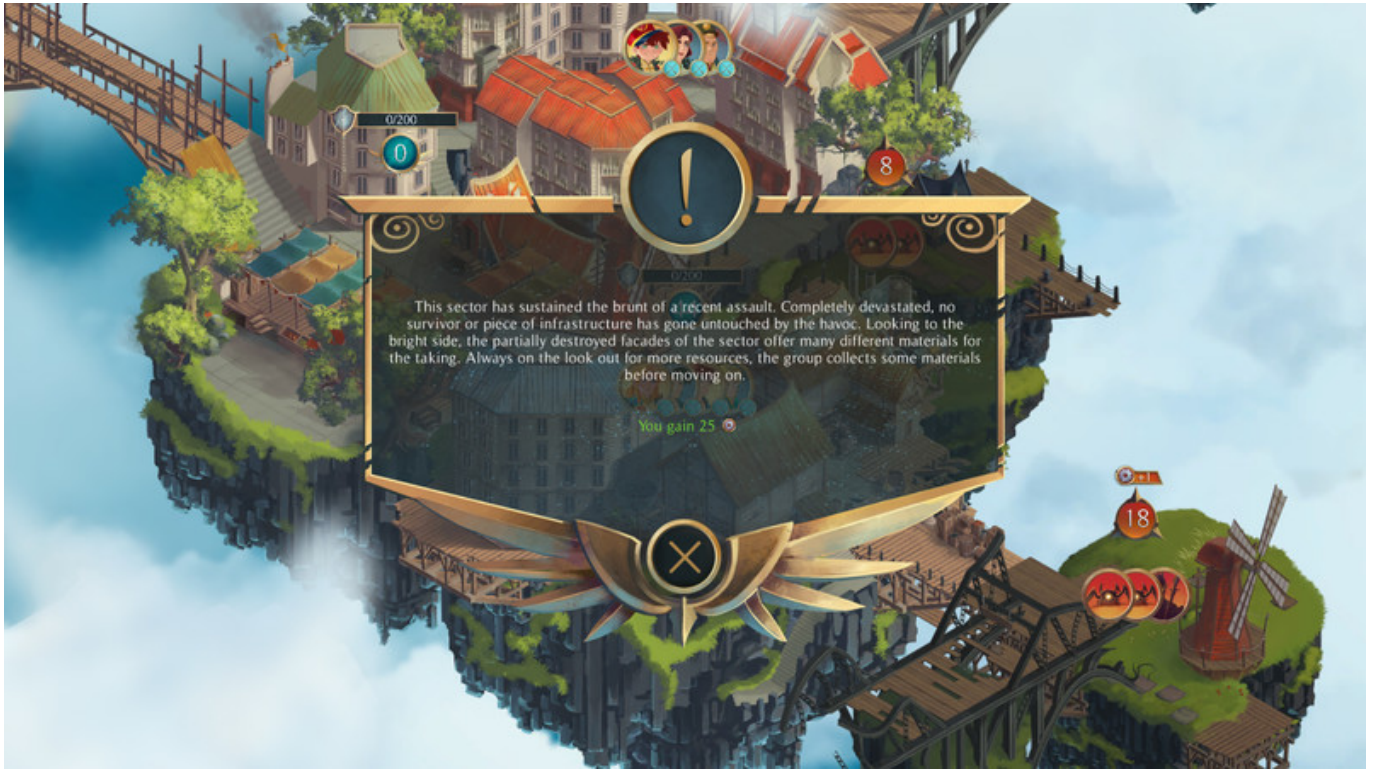 0/200
0
8
0/200
This sector has sustained the brunt of a recent assault. Completely devastated, no
survivor or piece of infrastructure has gone untouched by the havoc. Looking to the
bright side, the partially destroyed facades of the sector offer many different materials for
the taking. Always on the look out for more resources, the group collects some materials
before moving on.
You gain 25
+1
18